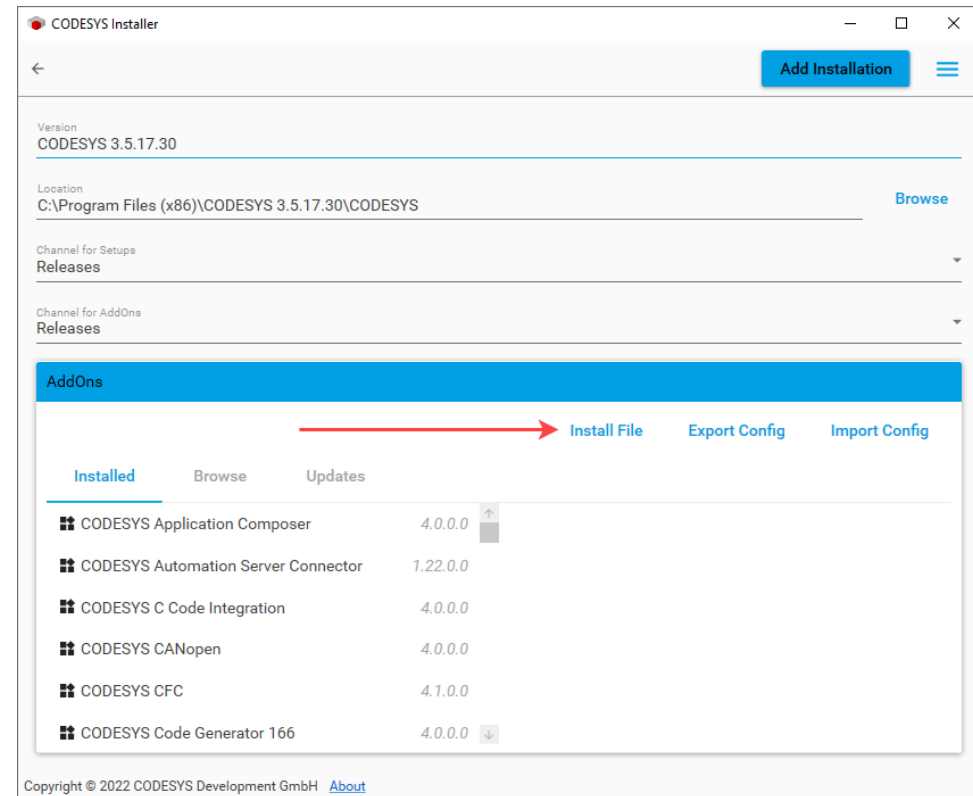 CODESYS Installer
Add Installation
Version
CODESYS 3.5.17.30
Location
C:\Program Files (x86)\CODESYS 3.5.17.30\CODESYS
Browse
Channel for Setups
Releases
Channel for AddOns
Releases
AddOns
Install File Export Config Import Config
Installed Browse Updates
CODESYS Application Composer 4.0.0.0
CODESYS Automation Server Connector 1.22.0.0
CODESYS C Code Integration 4.0.0.0
CODESYS CANopen 4.0.0.0
CODESYS CFC 4.1.0.0
CODESYS Code Generator 166 4.0.0.0
Copyright © 2022 CODESYS Development GmbH About